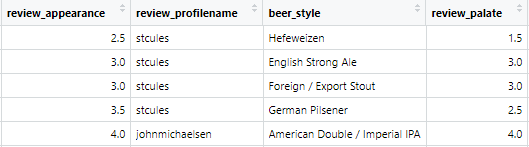 review_appearance review_profilename beer_style review_palate
2.5 stcules Hefeweizen 1.5
3.0 stcules English Strong Ale 3.0
3.0 stcules Foreign / Export Stout 3.0
3.5 stcules German Pilsener 2.5
4.0 johnmichaelsen American Double / Imperial IPA 4.0